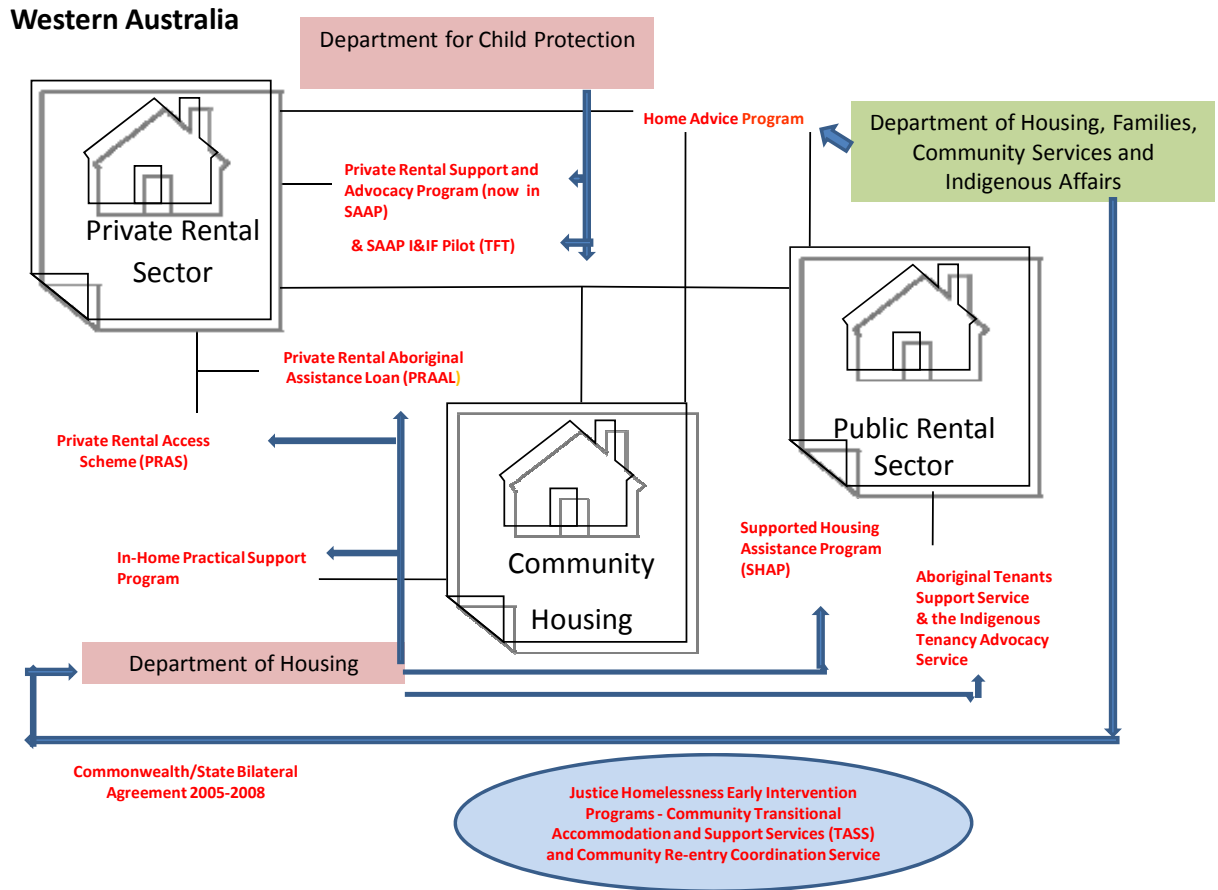 Western Australia
Department for Child Protection
Home Advice Program
Department of Housing, Families,
Community Services and
Indigenous Affairs
Private Rental Support and
Advocacy Program (now in
SAAP)
& SAAP I&IF Pilot (TFT)
Private Rental
Sector
Private Rental Aboriginal
Assistance Loan (PRAAL)
Private Rental Access
Scheme (PRAS)
Public Rental
Sector
In-Home Practical Support
Program
Community
Housing
Supported Housing
Assistance Program
(SHAP)
Aboriginal Tenants
Support Service
& the Indigenous
Tenancy Advocacy
Service
Department of Housing
Commonwealth/State Bilateral
Agreement 2005-2008
Justice Homelessness Early Intervention
Programs - Community Transitional
Accommodation and Support Services (TASS)
and Community Re-entry Coordination Service